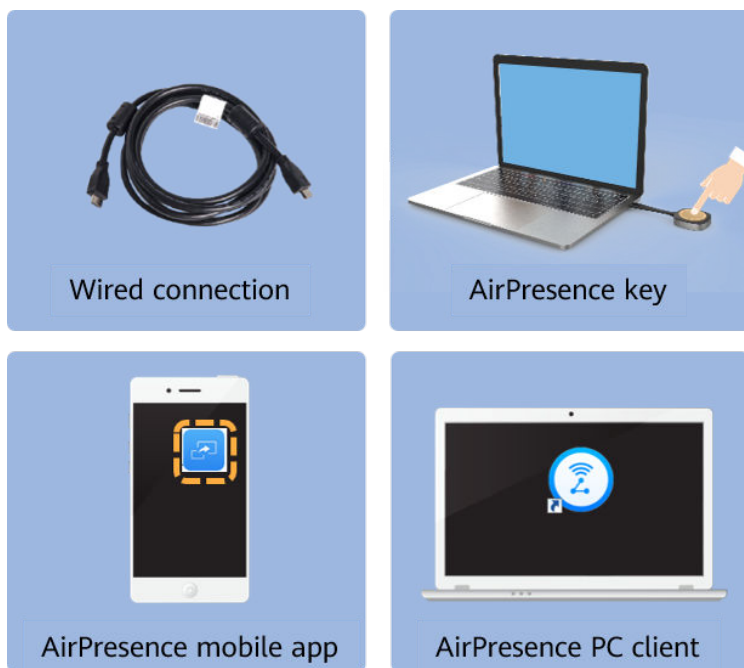 Wired connection
AirPresence key
AirPresence mobile app
AirPresence PC client